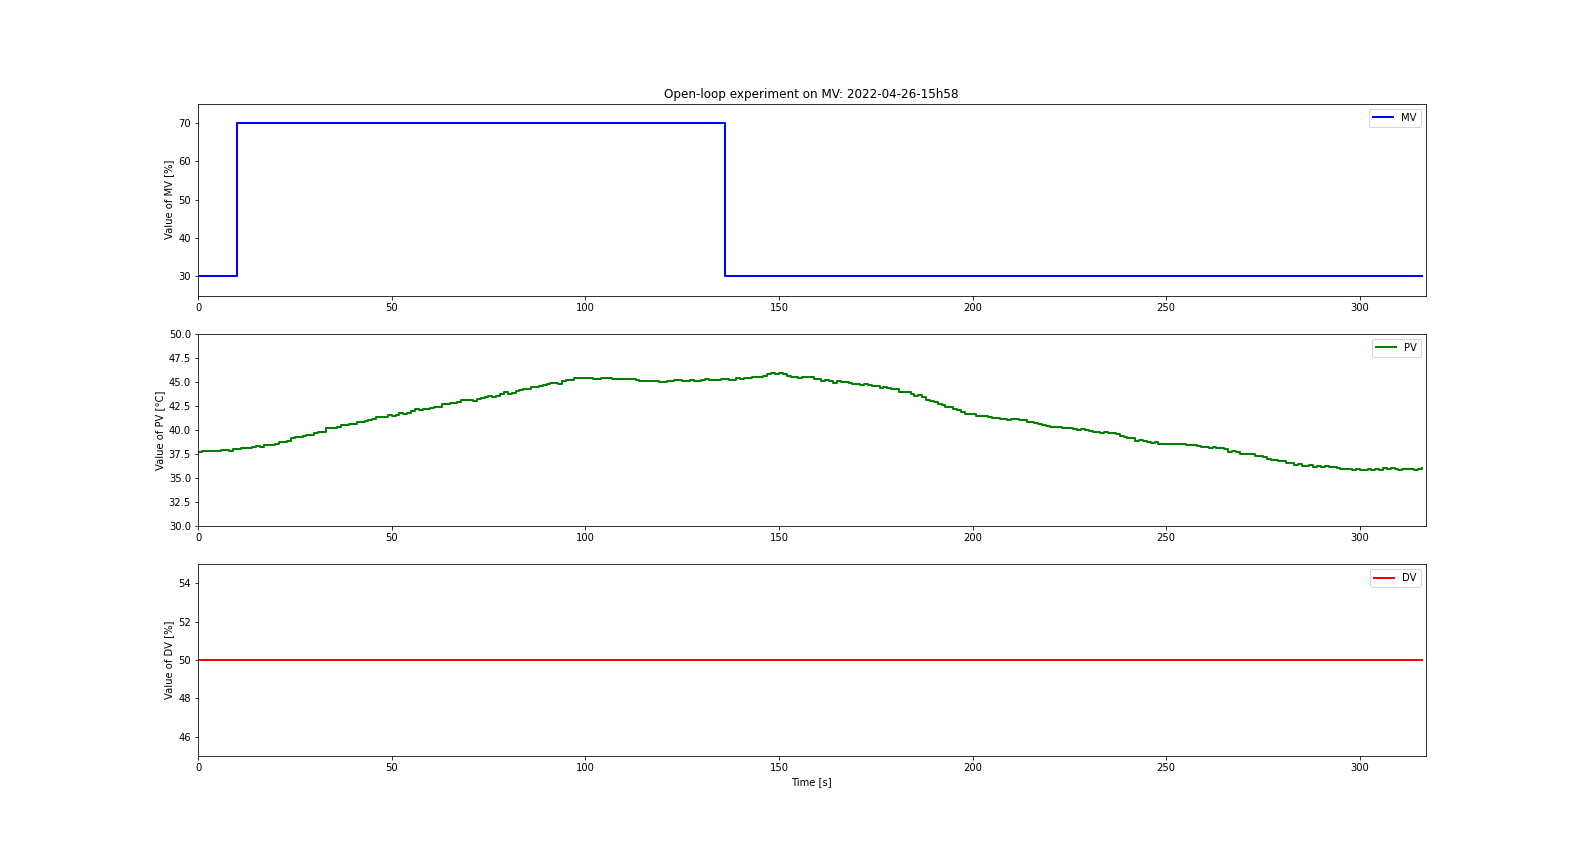 Open-loop experiment on MV: 2022-04-26-15h58
MV
Value of MV [%]
70
60
50
40
30
0 50 100 150 200 250 300
PV
Value of PV [°C]
50.0
47.5
45.0
42.5
40.0
37.5
35.0
32.5
30.0
0 50 100 150 200 250 300
DV
Value of DV [%]
54
52
50
48
46
0 50 100 150 200 250 300
Time [s]